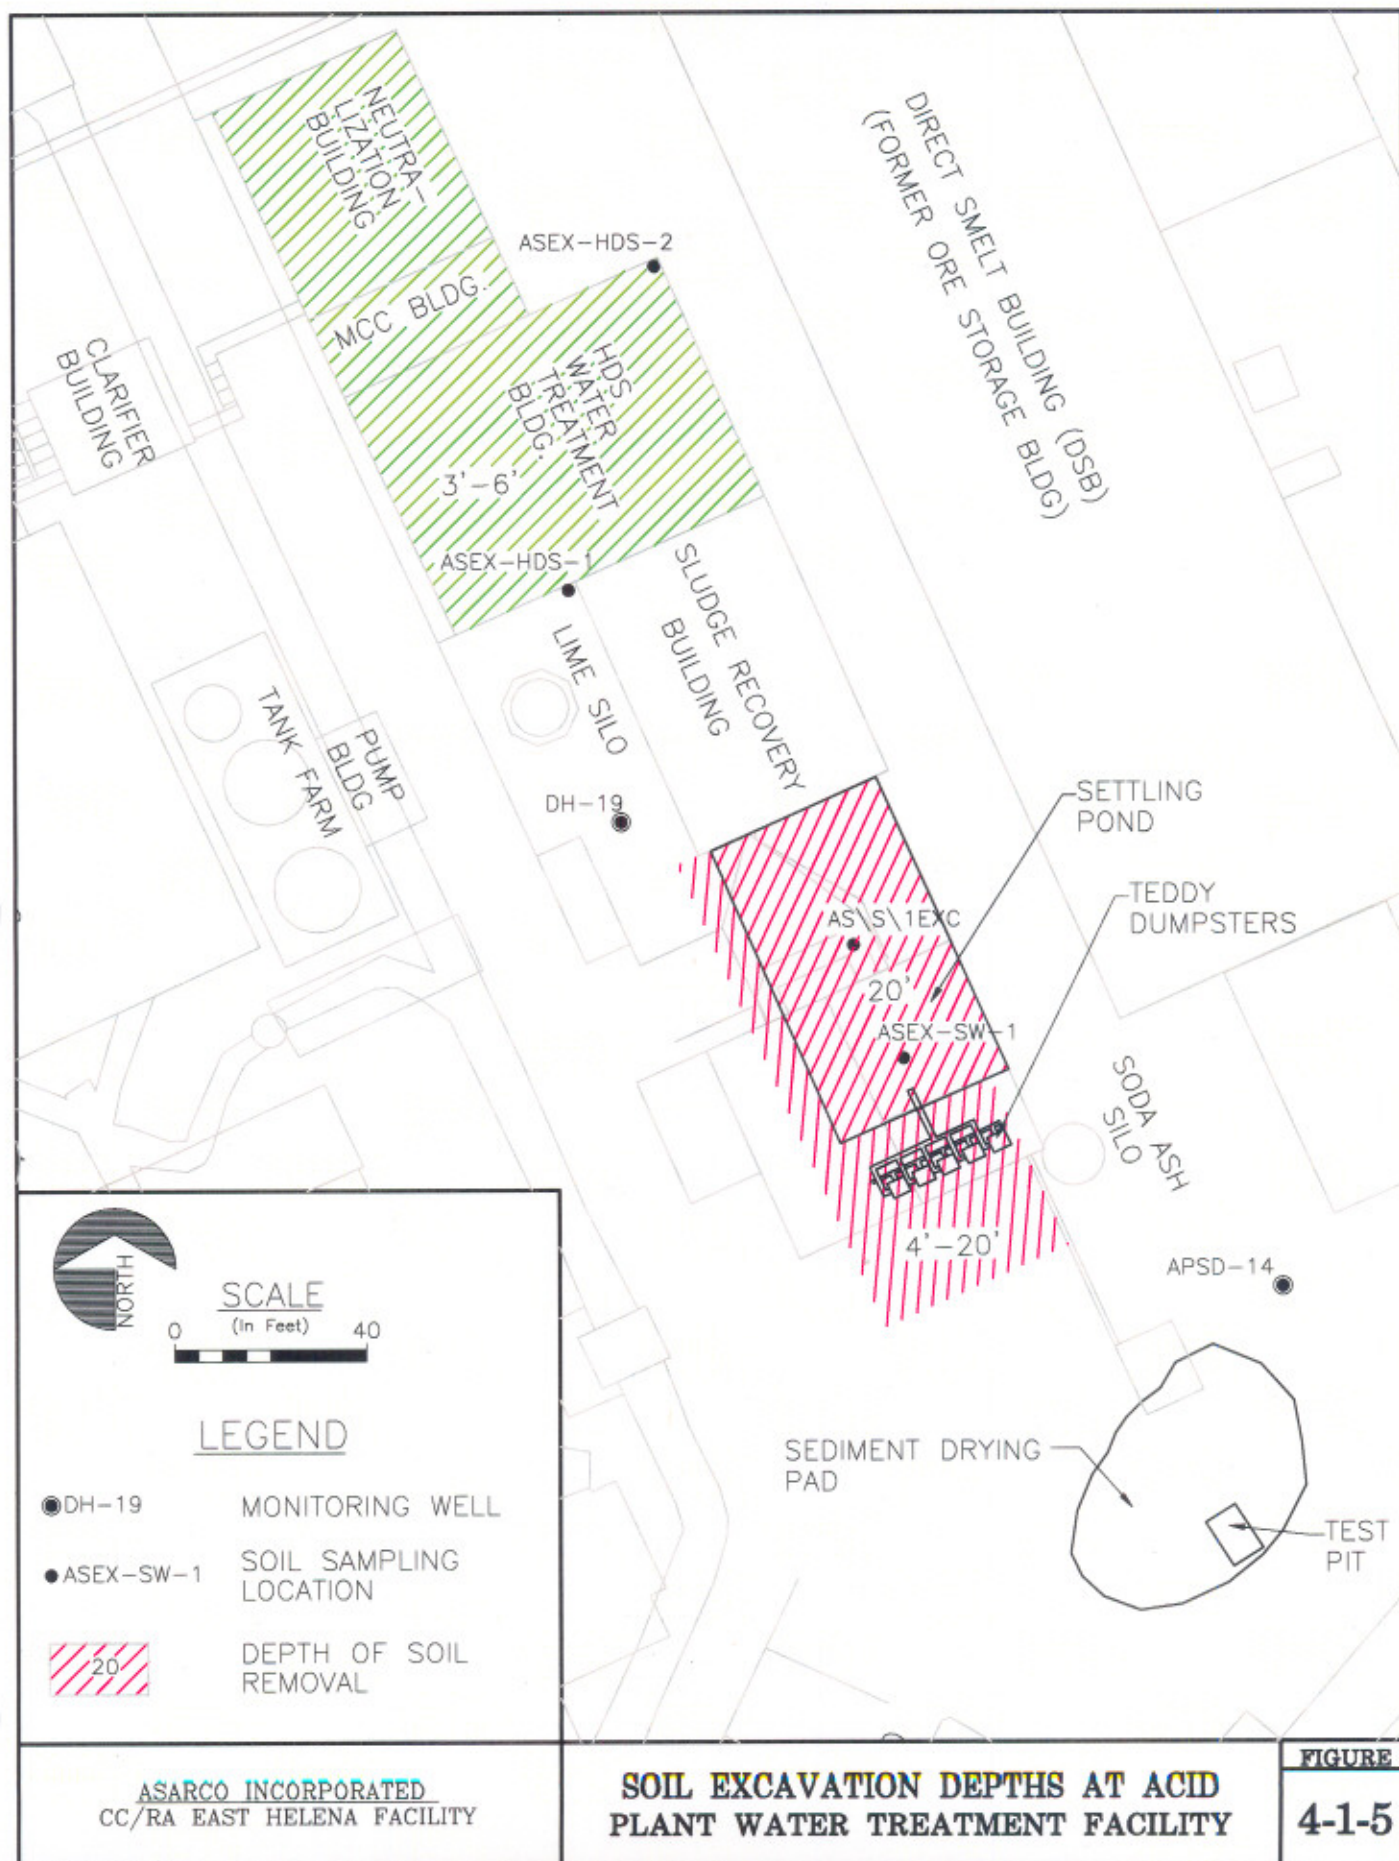 NEUTRA-
LIZATION
BUILDING
MCC BLDG.
ASEX-HDS-2
DIRECT SMELT BUILDING (DSB)
(FORMER ORE STORAGE BLDG)
CLARIFIER
BUILDING
HDS
WATER
TREATMENT
BLDG.
3'-6'
ASEX-HDS-1
SLUDGE RECOVERY
BUILDING
LIME SILO
TANK FARM
PUMP
BLDG
DH-19
SETTLING
POND
TEDDY
DUMPSTERS
AS\S\1EXC
20'
ASEX-SW-1
SODA ASH
SILO
4'-20'
APSD-14
SEDIMENT DRYING
PAD
TEST
PIT
NORTH
SCALE
(In Feet)
0 40
LEGEND
DH-19 MONITORING WELL
ASEX-SW-1 SOIL SAMPLING
LOCATION
20 DEPTH OF SOIL
REMOVAL
ASARCO INCORPORATED
CC/RA EAST HELENA FACILITY
SOIL EXCAVATION DEPTHS AT ACID
PLANT WATER TREATMENT FACILITY
FIGURE
4-1-5